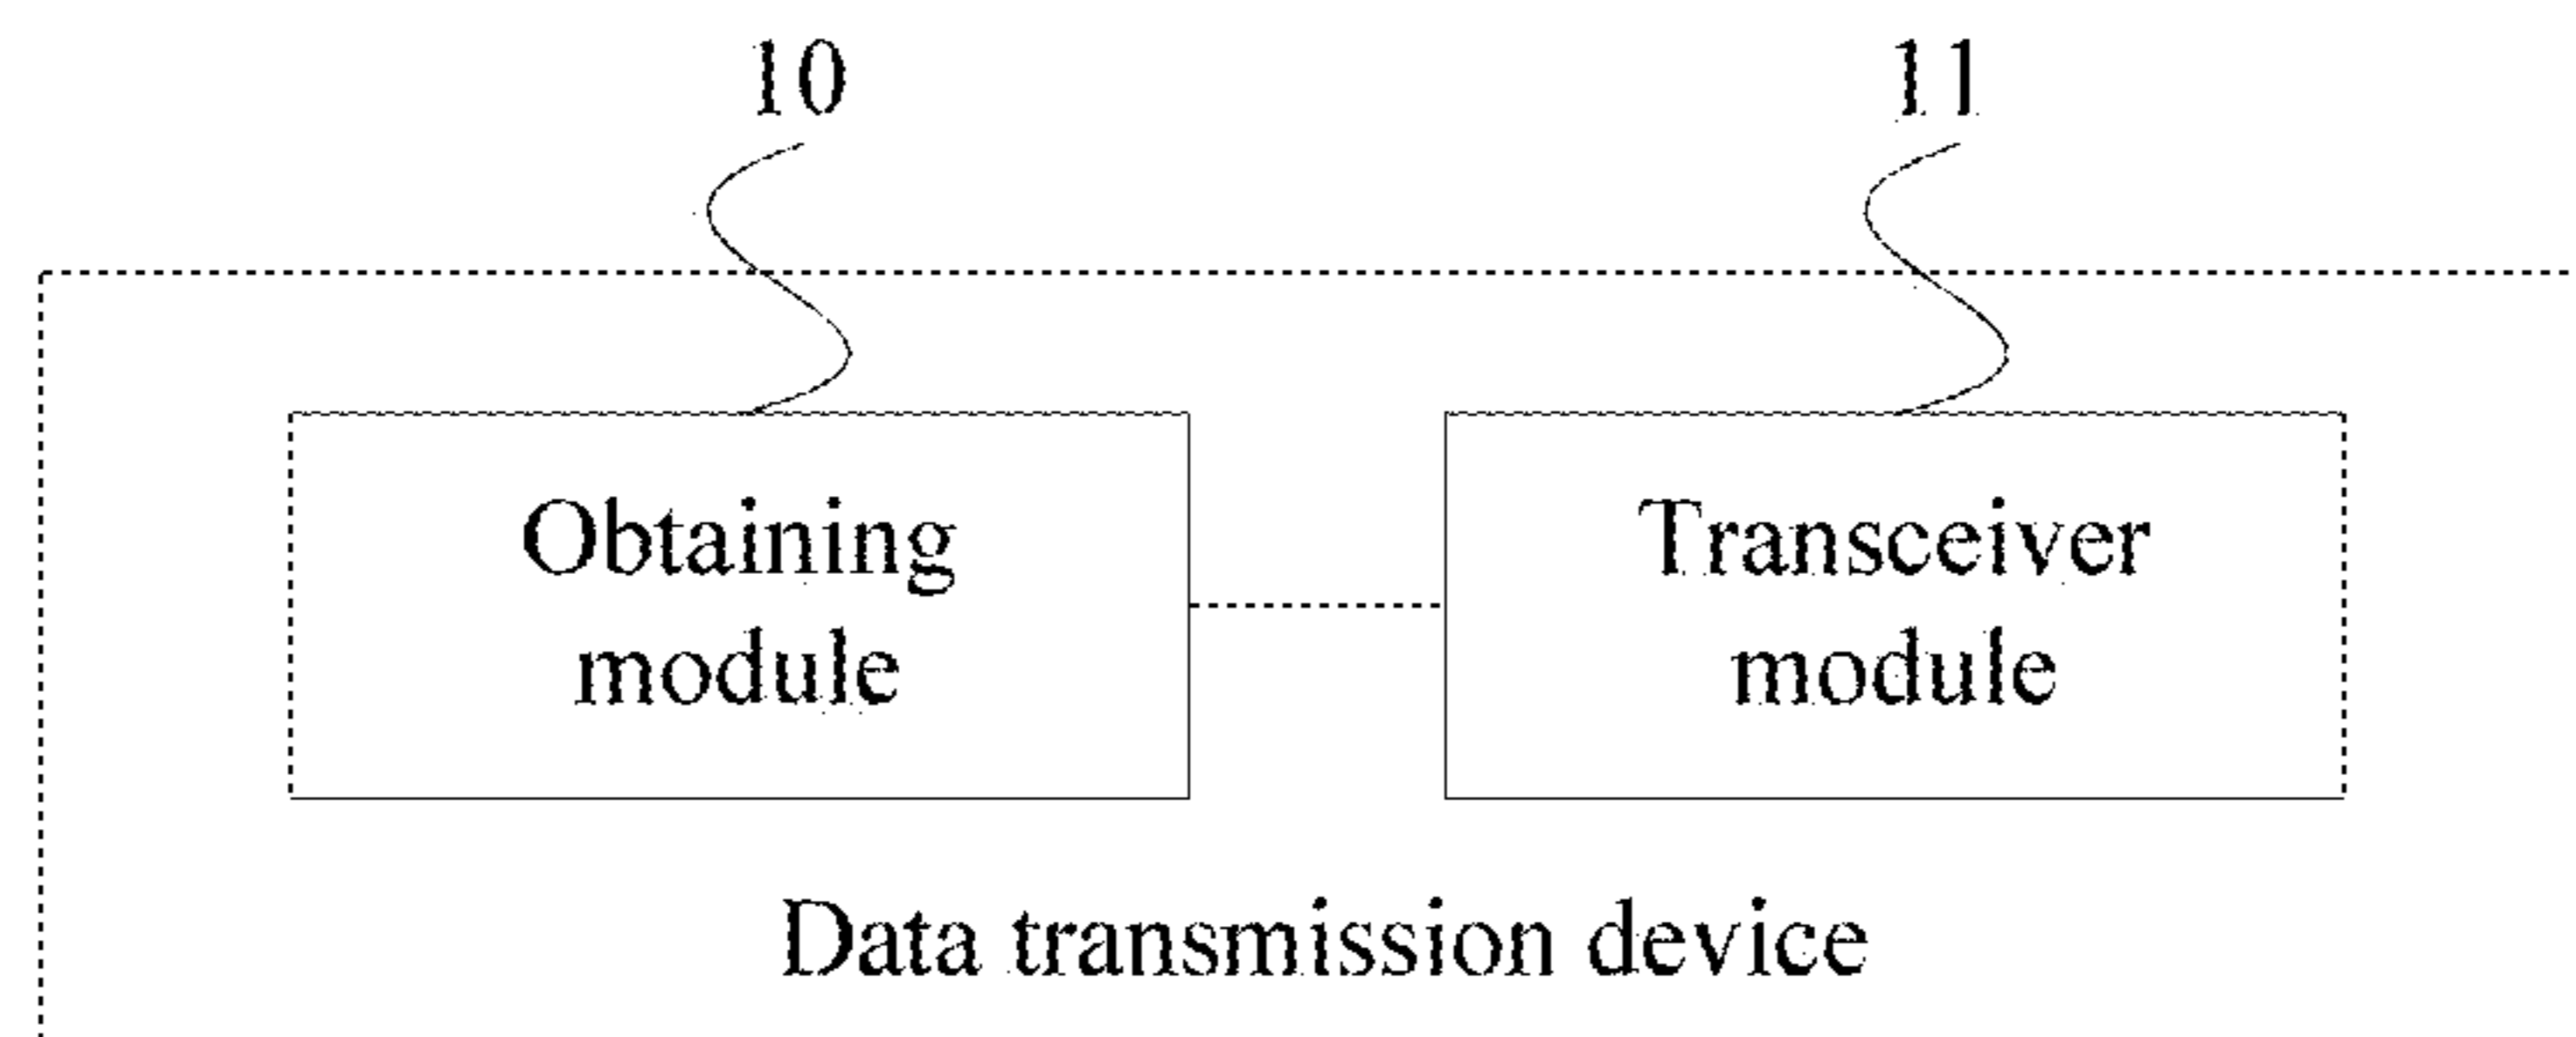 10
11
Obtaining
module
Transceiver
module
Data transmission device